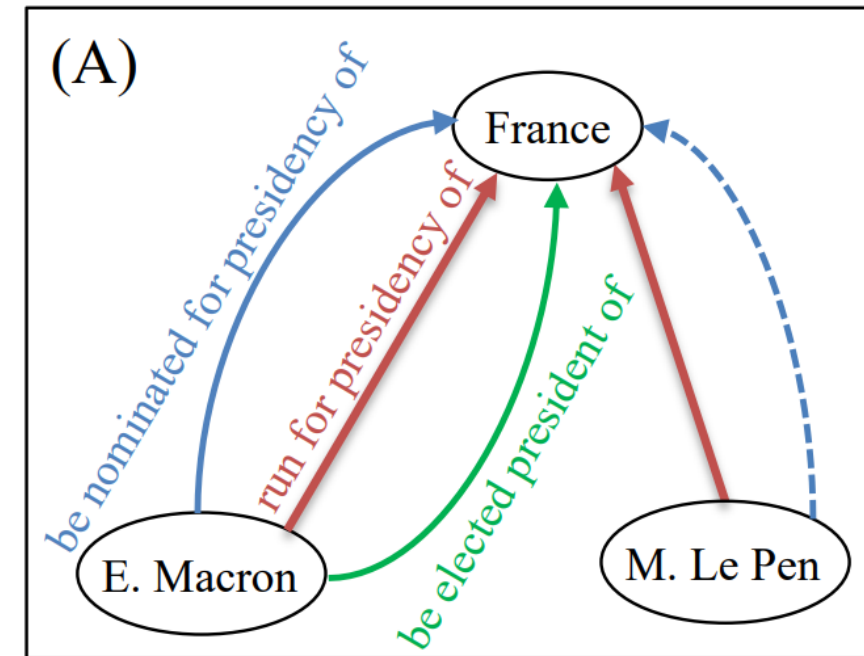 (A)
France
be nominated for presidency of
run for presidency of
be elected president of
E. Macron
M. Le Pen